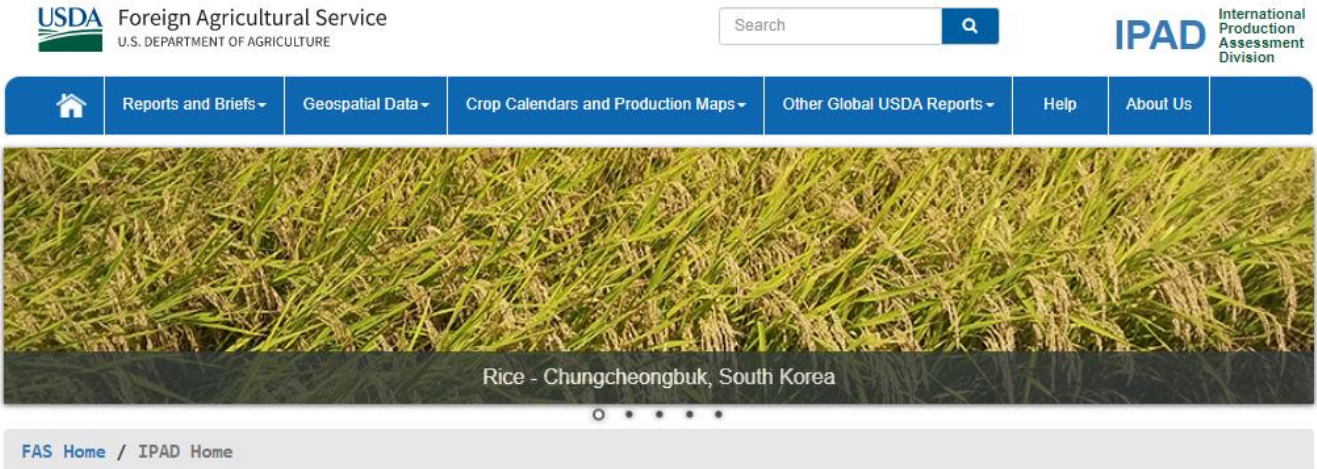 USDA Foreign Agricultural Service
U.S. DEPARTMENT OF AGRICULTURE
Search
IPAD
International
Production
Assessment
Division
Reports and Briefs
Geospatial Data
Crop Calendars and Production Maps
Other Global USDA Reports
Help
About Us
Rice - Chungcheongbuk, South Korea
FAS Home / IPAD Home